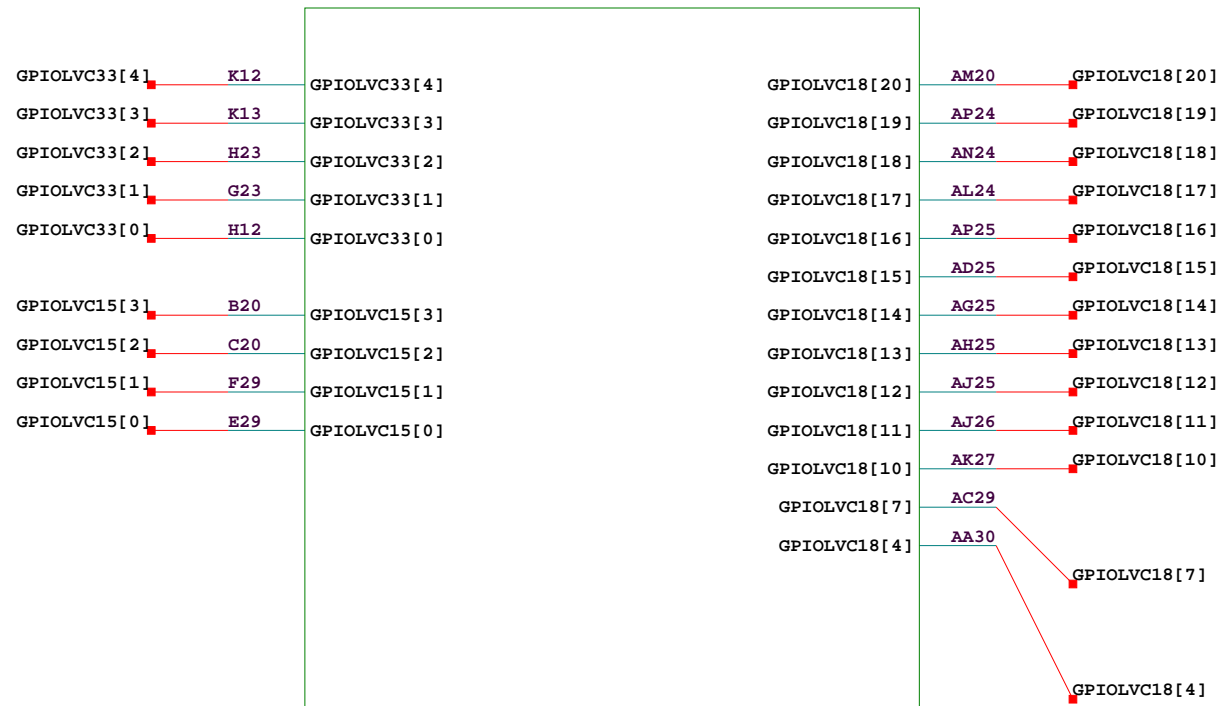 GPIOLVC33[4] K12 GPIOLVC33[4] GPIOLVC18[20] AM20 GPIOLVC18[20]
GPIOLVC33[3] K13 GPIOLVC33[3] GPIOLVC18[19] AP24 GPIOLVC18[19]
GPIOLVC33[2] H23 GPIOLVC33[2] GPIOLVC18[18] AN24 GPIOLVC18[18]
GPIOLVC33[1] G23 GPIOLVC33[1] GPIOLVC18[17] AL24 GPIOLVC18[17]
GPIOLVC33[0] H12 GPIOLVC33[0] GPIOLVC18[16] AP25 GPIOLVC18[16]
GPIOLVC18[15] AD25 GPIOLVC18[15]
GPIOLVC15[3] B20 GPIOLVC15[3] GPIOLVC18[14] AG25 GPIOLVC18[14]
GPIOLVC15[2] C20 GPIOLVC15[2] GPIOLVC18[13] AH25 GPIOLVC18[13]
GPIOLVC15[1] F29 GPIOLVC15[1] GPIOLVC18[12] AJ25 GPIOLVC18[12]
GPIOLVC15[0] E29 GPIOLVC15[0] GPIOLVC18[11] AJ26 GPIOLVC18[11]
GPIOLVC18[10] AK27 GPIOLVC18[10]
GPIOLVC18[7] AC29
GPIOLVC18[4] AA30
GPIOLVC18[7]
GPIOLVC18[4]